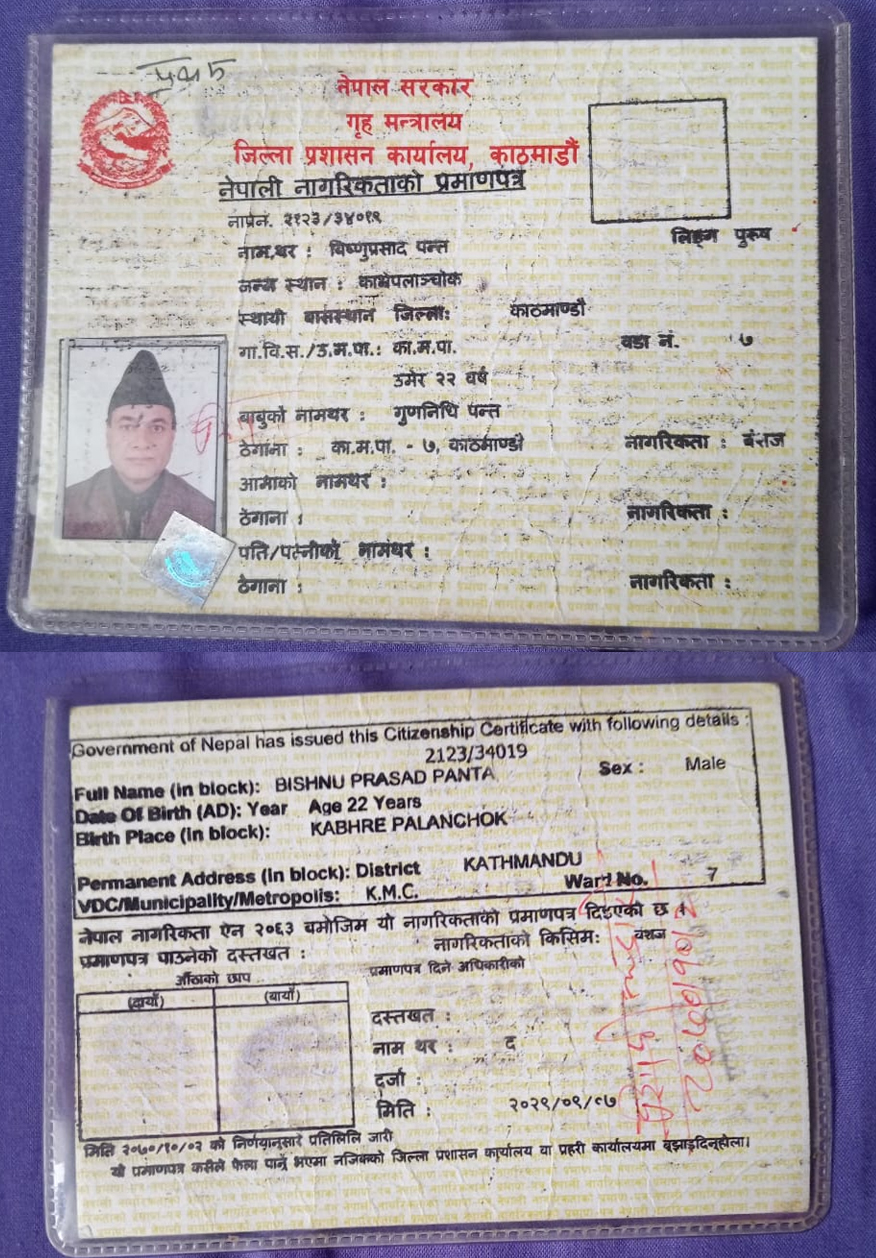 नेपाल सरकार
गृह मन्त्रालय
जिल्ला प्रशासन कार्यालय, काठमाडौं
नेपाली नागरिकताको प्रमाणपत्र
ना.प्र.नं. २१२३/३४०१९
लिङ्ग पुरुष
नाम थर : विष्णुप्रसाद पन्त
जन्म स्थान : काभ्रेपलाञ्चोक
स्थायी बासस्थान जिल्ला: काठमाण्डौ
गा.वि.स./उ.म.पा.: का.म.पा. वडा नं. ७
उमेर २२ वर्ष
बाबुको नामथर : गुणनिधि पन्त
ठेगाना : का.म.पा. - ७, काठमाण्डौ नागरिकता : बंशज
आमाको नामथर :
ठेगाना : नागरिकता :
पति/पत्नीको नामथर :
ठेगाना : नागरिकता :
Government of Nepal has issued this Citizenship Certificate with following details :
2123/34019
Full Name (in block): BISHNU PRASAD PANTA Sex : Male
Date Of Birth (AD): Year Age 22 Years
Birth Place (in block): KABHRE PALANCHOK
Permanent Address (in block): District KATHMANDU
VDC/Municipality/Metropolis: K.M.C. Ward No. 7
नेपाल नागरिकता ऐन २०६३ बमोजिम यो नागरिकताको प्रमाणपत्र दिइएको छ ।
नागरिकताको किसिम: वंशज
प्रमाणपत्र पाउनेको दस्तखत :
औंठाको छाप
प्रमाणपत्र दिने अधिकारीको
(दायाँ) (बायाँ)
दस्तखत :
नाम थर : द
दर्जा :
मिति : २०२९/०९/०७
मिति २०७०/१०/०२ को निर्णयानुसारे प्रतिलिलि जारी
यो प्रमाणपत्र कसैले फेला पार्नु भएमा नजिकको जिल्ला प्रशासन कार्यालय वा प्रहरी कार्यालयमा बुझाइदिनुहोला।